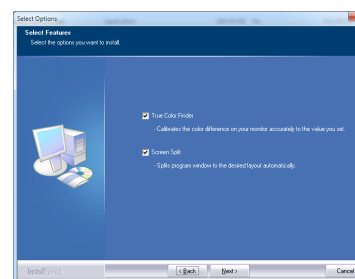 Select Options
Select Features
Select the options you want to install.
True Color Finder
- Calibrates the color difference on your monitor accurately to the value you set.
Screen Split
- Splits program window to the desired layout automatically.
InstallShield
< Back
Next >
Cancel